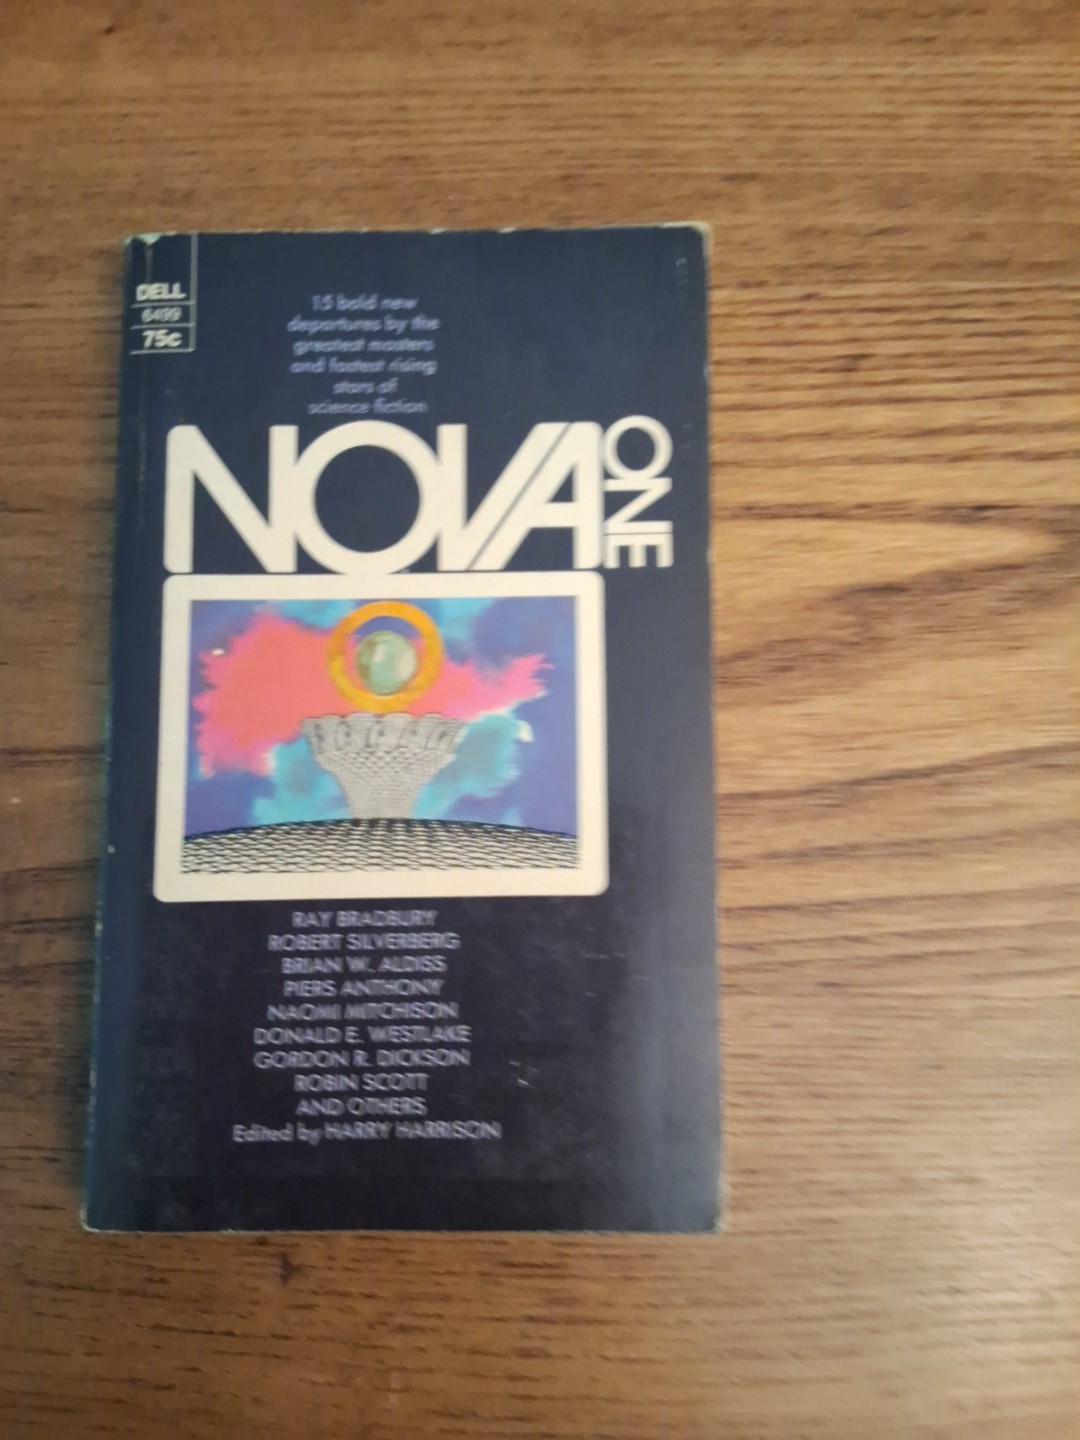 DELL
6499
75c
15 bold new
departures by the
greatest masters
and fastest rising
stars of
science fiction
NOVA
ONE
RAY BRADBURY
ROBERT SILVERBERG
BRIAN W. ALDISS
PIERS ANTHONY
NAOMI MITCHISON
DONALD E. WESTLAKE
GORDON R. DICKSON
ROBIN SCOTT
AND OTHERS
Edited by HARRY HARRISON